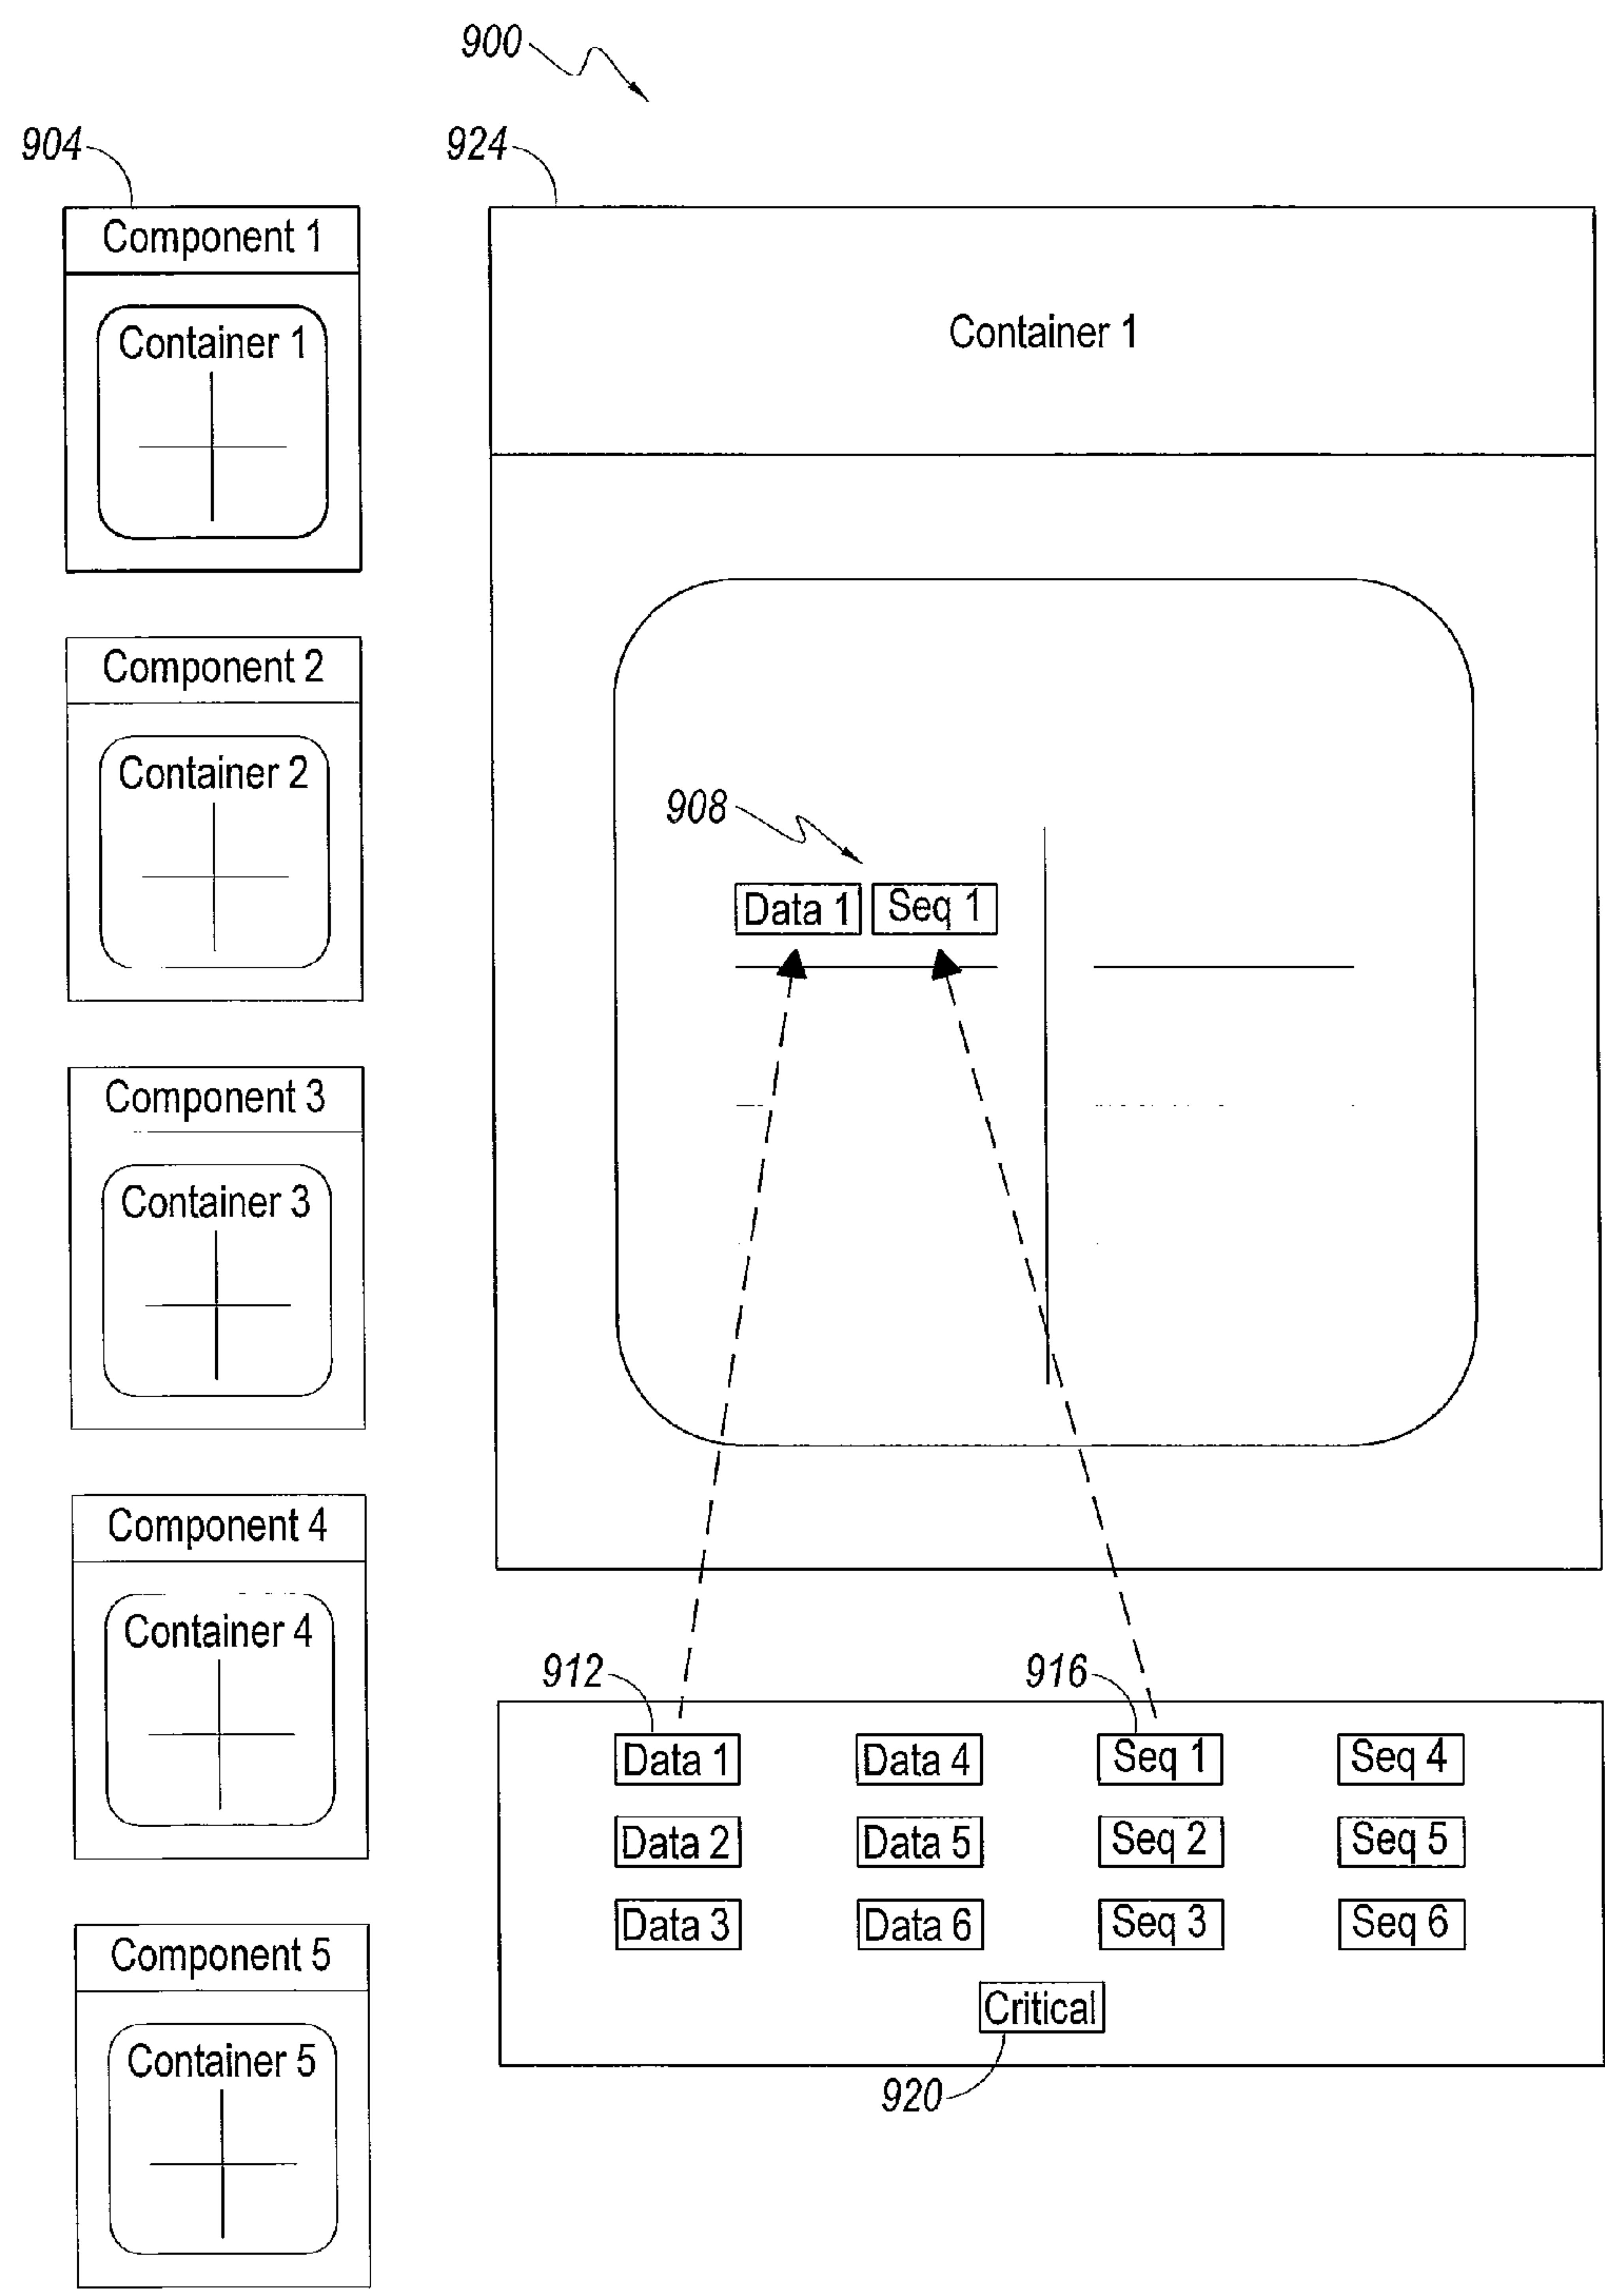 900
904
924
Component 1
Container 1
Container 1
Component 2
Container 2
908
Data 1 Seq 1
Component 3
Container 3
Component 4
Container 4
912
916
Data 1 Data 4 Seq 1 Seq 4
Data 2 Data 5 Seq 2 Seq 5
Data 3 Data 6 Seq 3 Seq 6
Critical
920
Component 5
Container 5